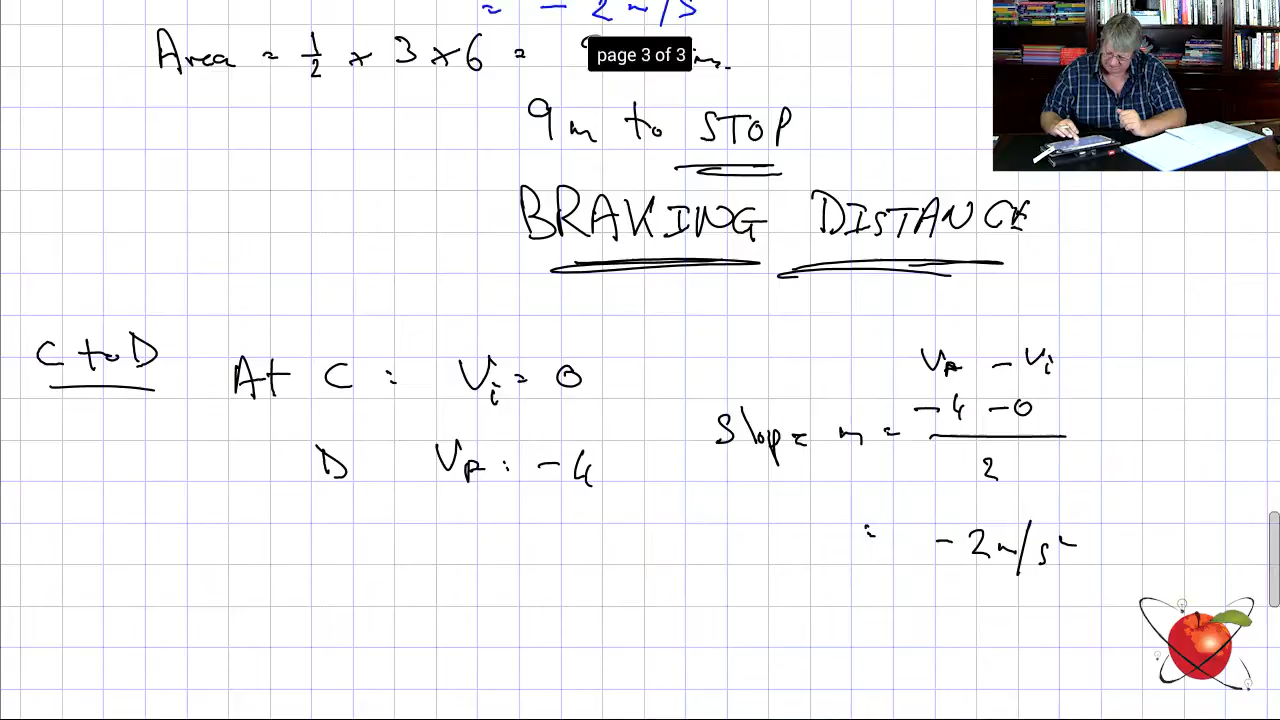 = - 2 m/s
Area = 1/2 × 3 × 6 =
page 3 of 3
9m to STOP
BRAKING DISTANCE
C to D
At C : Vi = 0
D VF : -4
VF - Vi
Slope m = -4 -0 / 2
= -2 m/s²